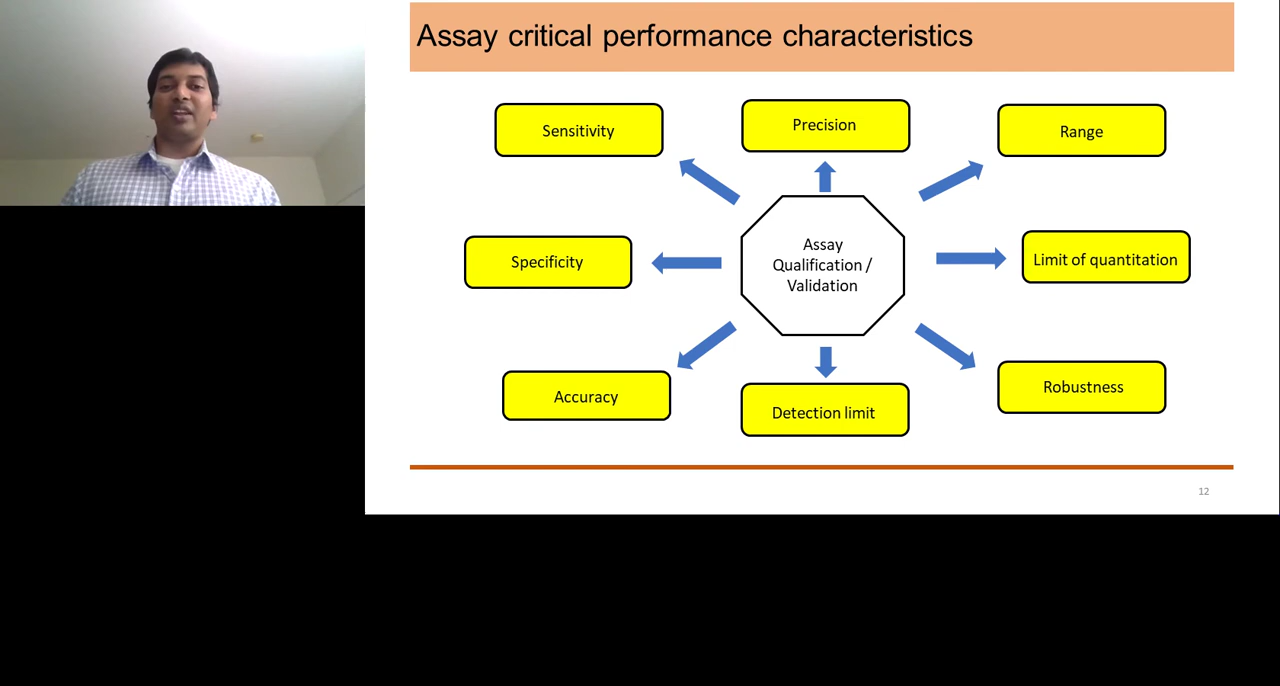 Assay critical performance characteristics
Sensitivity
Precision
Range
Specificity
Assay
Qualification /
Validation
Limit of quantitation
Accuracy
Detection limit
Robustness
12